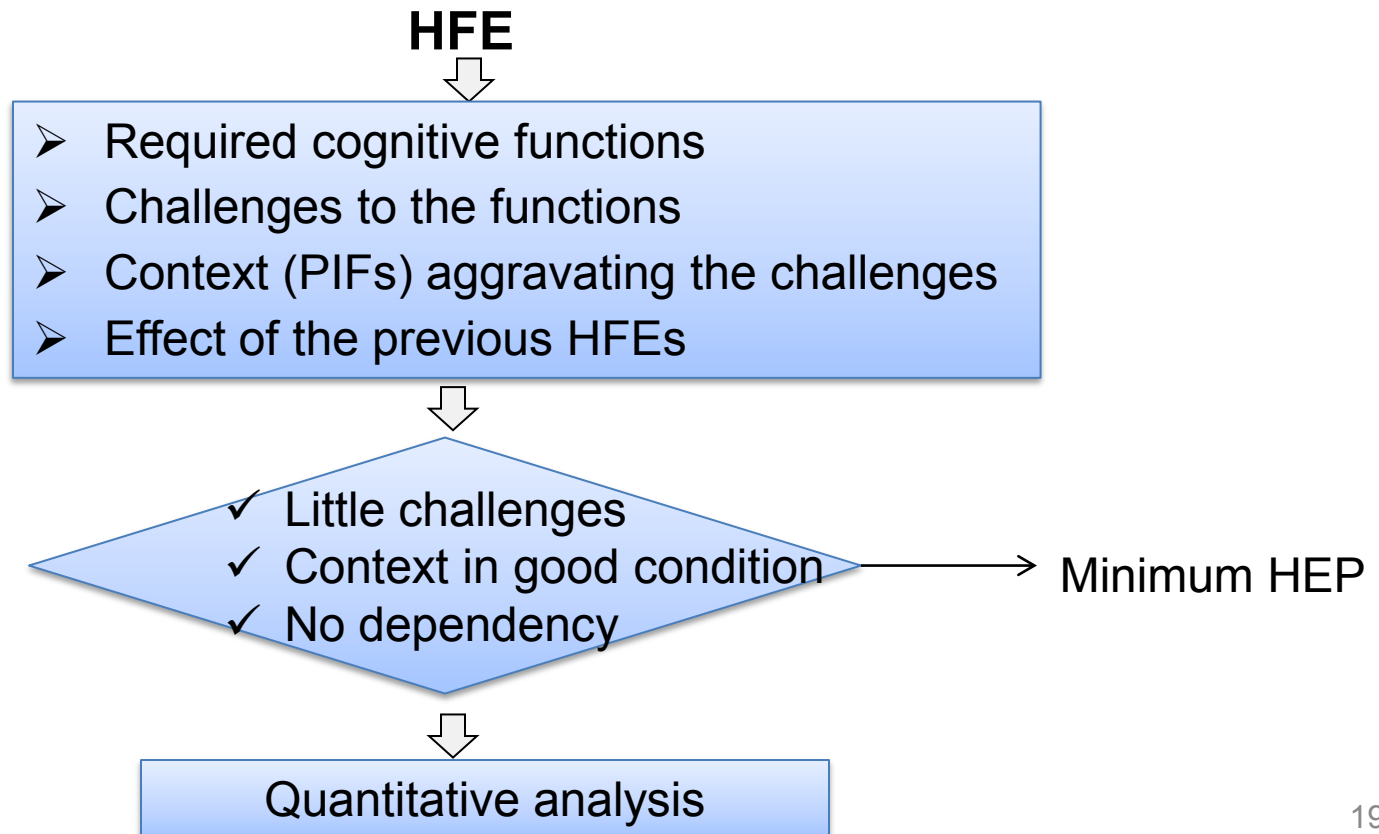 HFE
➢ Required cognitive functions
➢ Challenges to the functions
➢ Context (PIFs) aggravating the challenges
➢ Effect of the previous HFEs
✓ Little challenges
✓ Context in good condition
✓ No dependency
Minimum HEP
Quantitative analysis
19